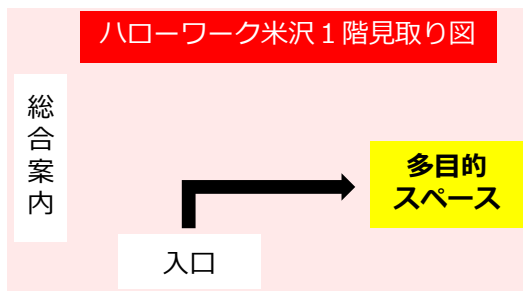 ハローワーク米沢１階見取り図
総合案内
多目的
スペース
入口